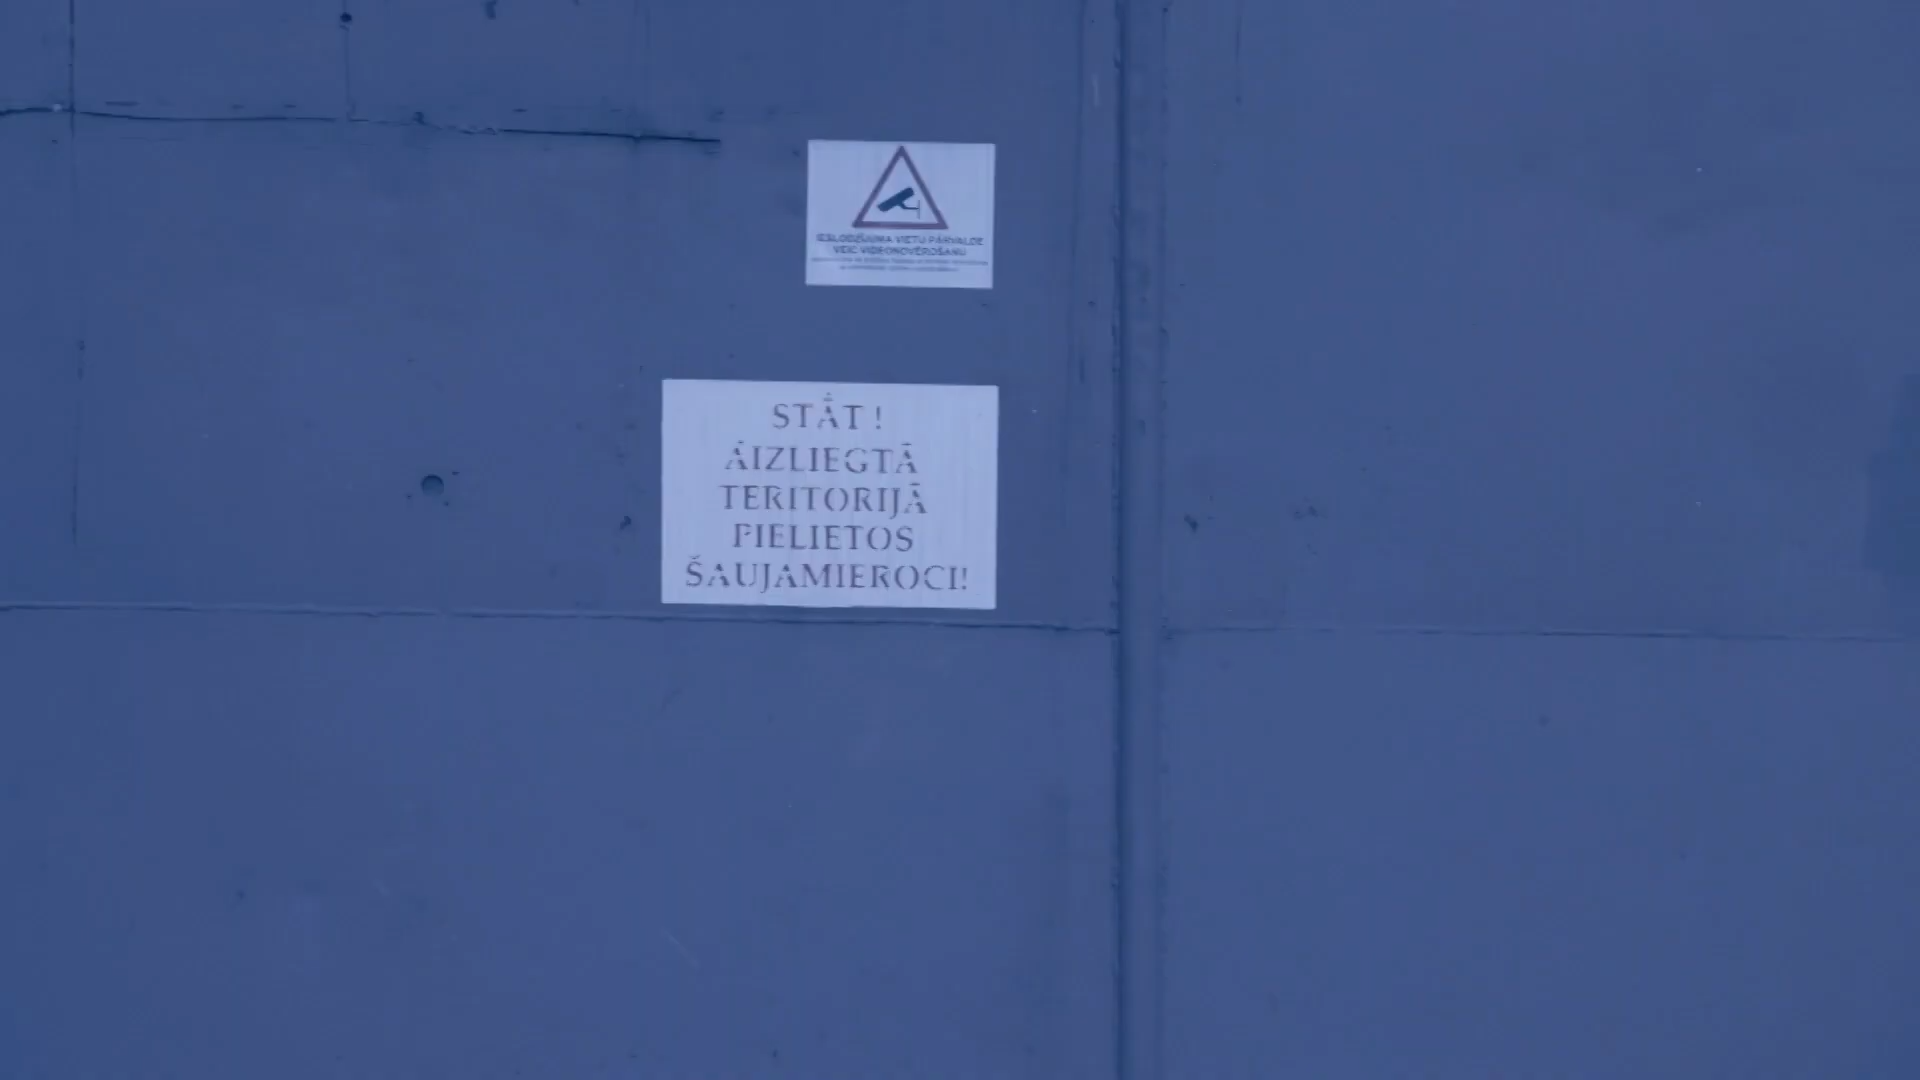 IESLODZĪJUMA VIETU PĀRVALDE
VEIC VIDEONOVĒROŠANU
STĀT!
AIZLIEGTĀ
TERITORIJĀ
PIELIETOS
ŠAUJAMIEROCI!